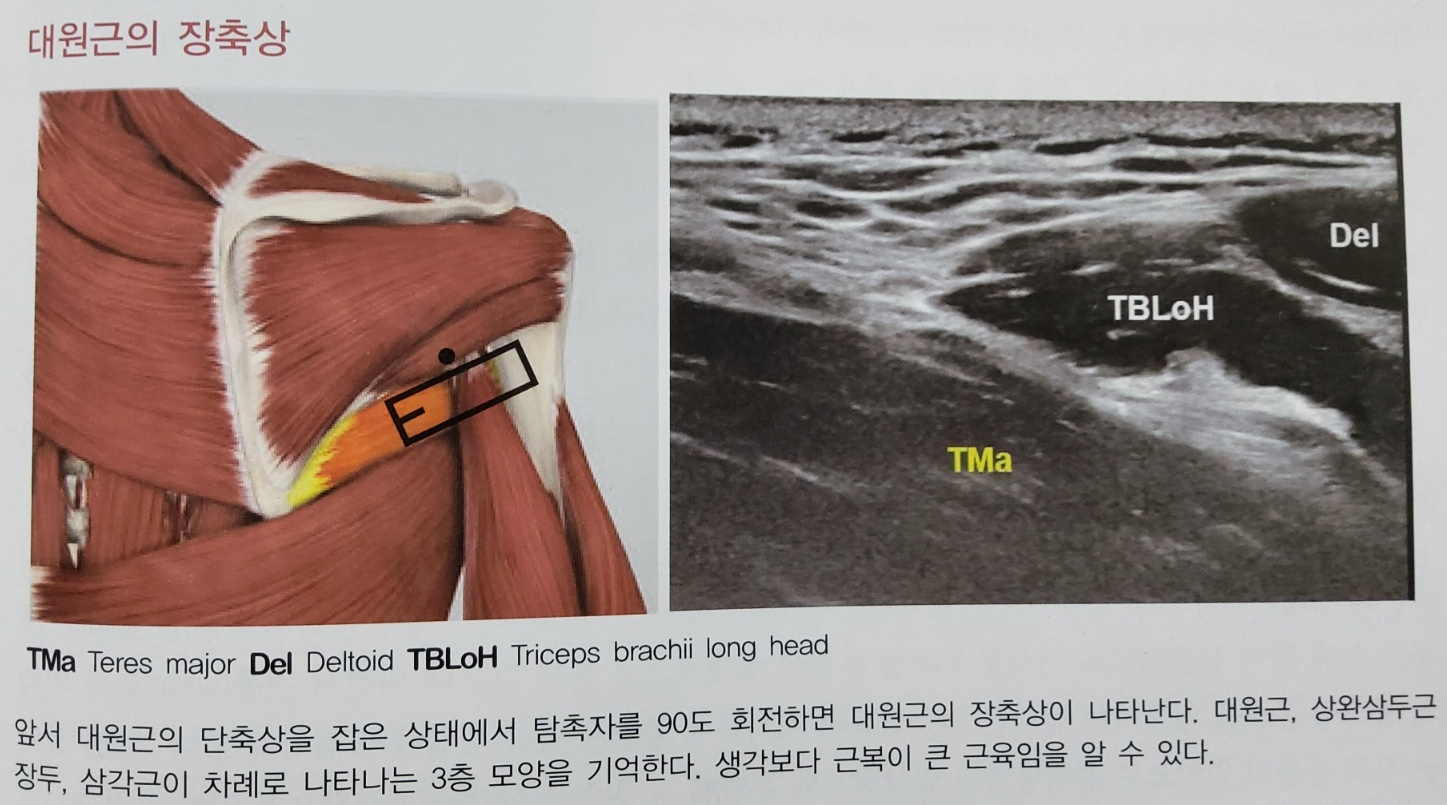 대원근의 장축상
Del
TBLoH
TMa
TMa Teres major Del Deltoid TBLoH Triceps brachii long head
앞서 대원근의 단축상을 잡은 상태에서 탐촉자를 90도 회전하면 대원근의 장축상이 나타난다. 대원근, 상완삼두근
장두, 삼각근이 차례로 나타나는 3층 모양을 기억한다. 생각보다 근복이 큰 근육임을 알 수 있다.